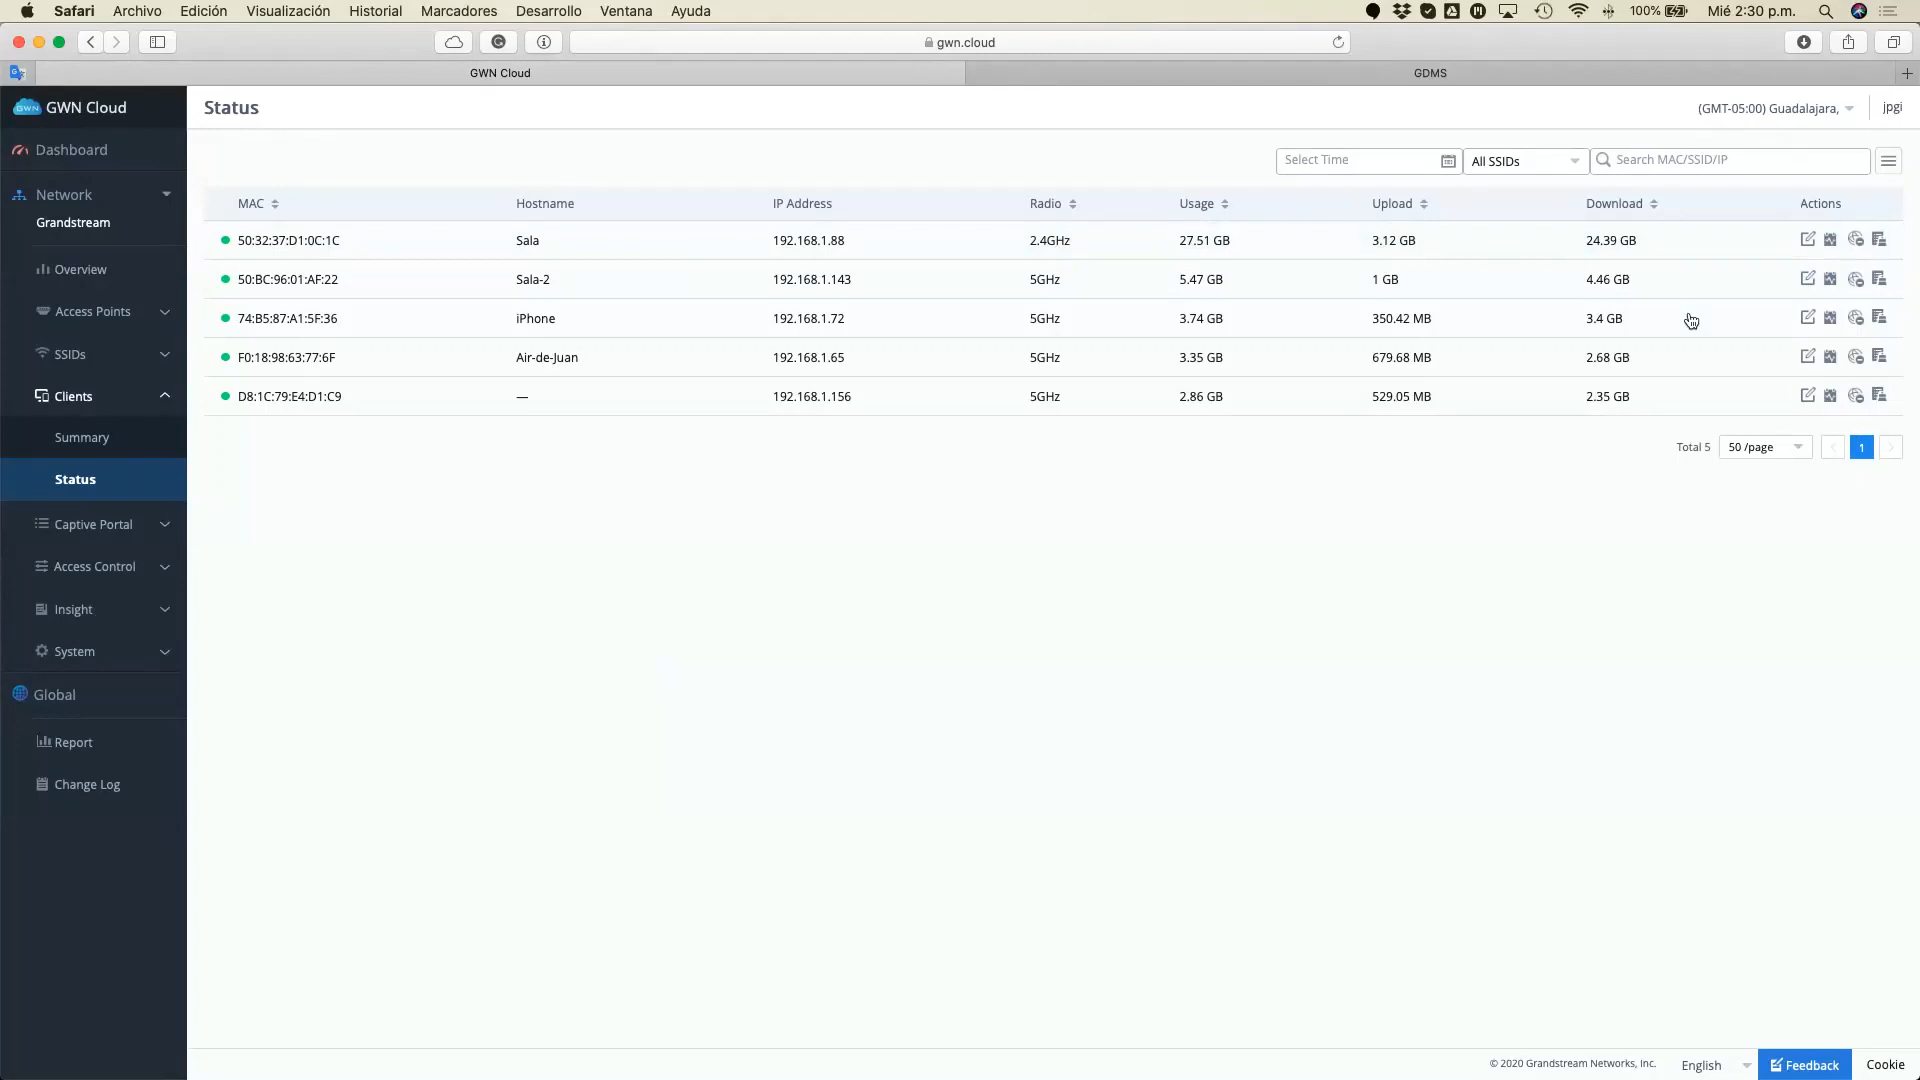 Safari Archivo Edición Visualización Historial Marcadores Desarrollo Ventana Ayuda 100% Mié 2:30 p.m.
gwn.cloud
GWN Cloud GDMS
GWN GWN Cloud
Status
(GMT-05:00) Guadalajara, jpgi
Dashboard
Network
Grandstream
Overview
Access Points
SSIDs
Clients
Summary
Status
Captive Portal
Access Control
Insight
System
Global
Report
Change Log
Select Time All SSIDs Search MAC/SSID/IP
MAC Hostname IP Address Radio Usage Upload Download Actions
50:32:37:D1:0C:1C Sala 192.168.1.88 2.4GHz 27.51 GB 3.12 GB 24.39 GB
50:BC:96:01:AF:22 Sala-2 192.168.1.143 5GHz 5.47 GB 1 GB 4.46 GB
74:B5:87:A1:5F:36 iPhone 192.168.1.72 5GHz 3.74 GB 350.42 MB 3.4 GB
F0:18:98:63:77:6F Air-de-Juan 192.168.1.65 5GHz 3.35 GB 679.68 MB 2.68 GB
D8:1C:79:E4:D1:C9 — 192.168.1.156 5GHz 2.86 GB 529.05 MB 2.35 GB
Total 5 50 /page 1
© 2020 Grandstream Networks, Inc. English Feedback Cookie